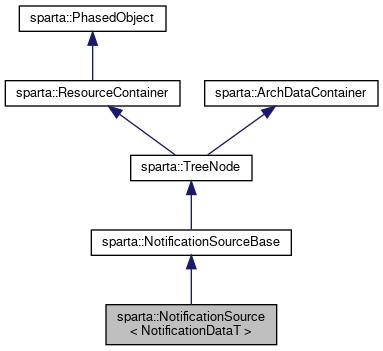 sparta::PhasedObject
sparta::ResourceContainer
sparta::ArchDataContainer
sparta::TreeNode
sparta::NotificationSourceBase
sparta::NotificationSource
< NotificationDataT >